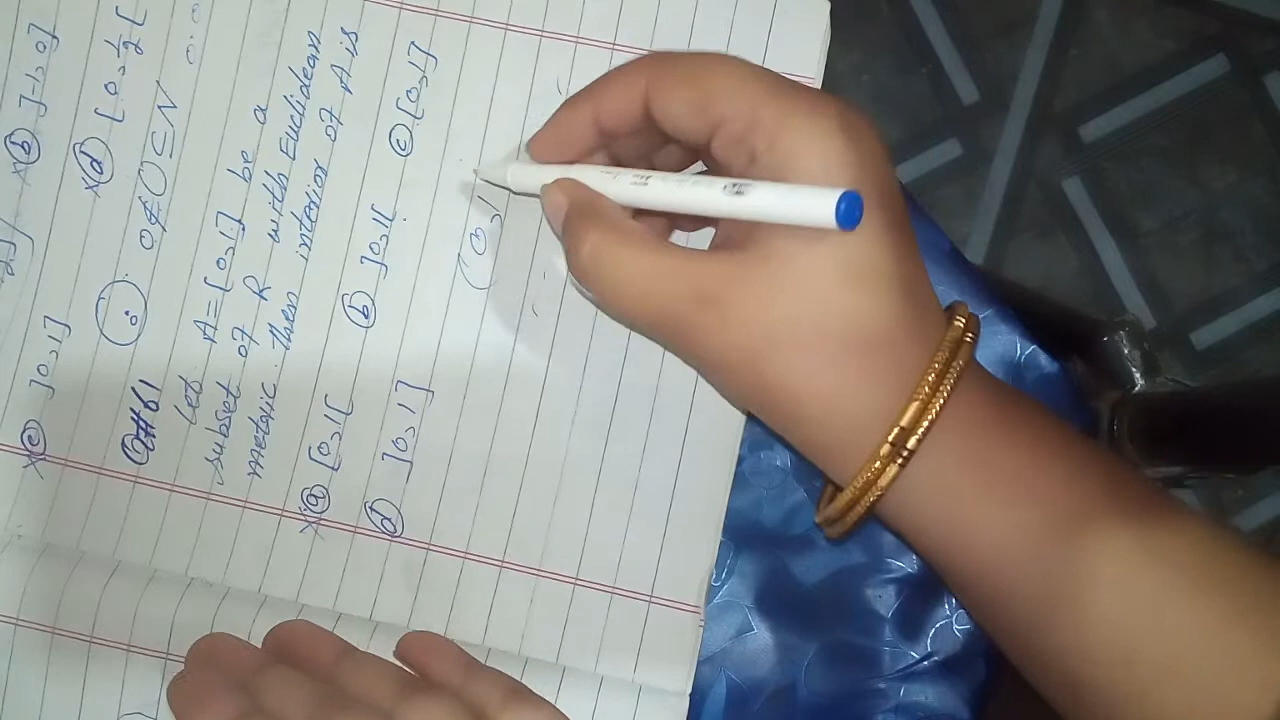 x(b) ]-1, 0]
x(c) ]0, 1]
x(d) [0, 1/2[
0 ∉ O ⊆ N
Q#61
Let A = [0, 1] be a
subset of R with Euclidean
metric. then interior of A is
x(a) [0, 1[ (b) ]0, 1[ (c) [0, 1]
(d) ]0, 1]
(0, 1